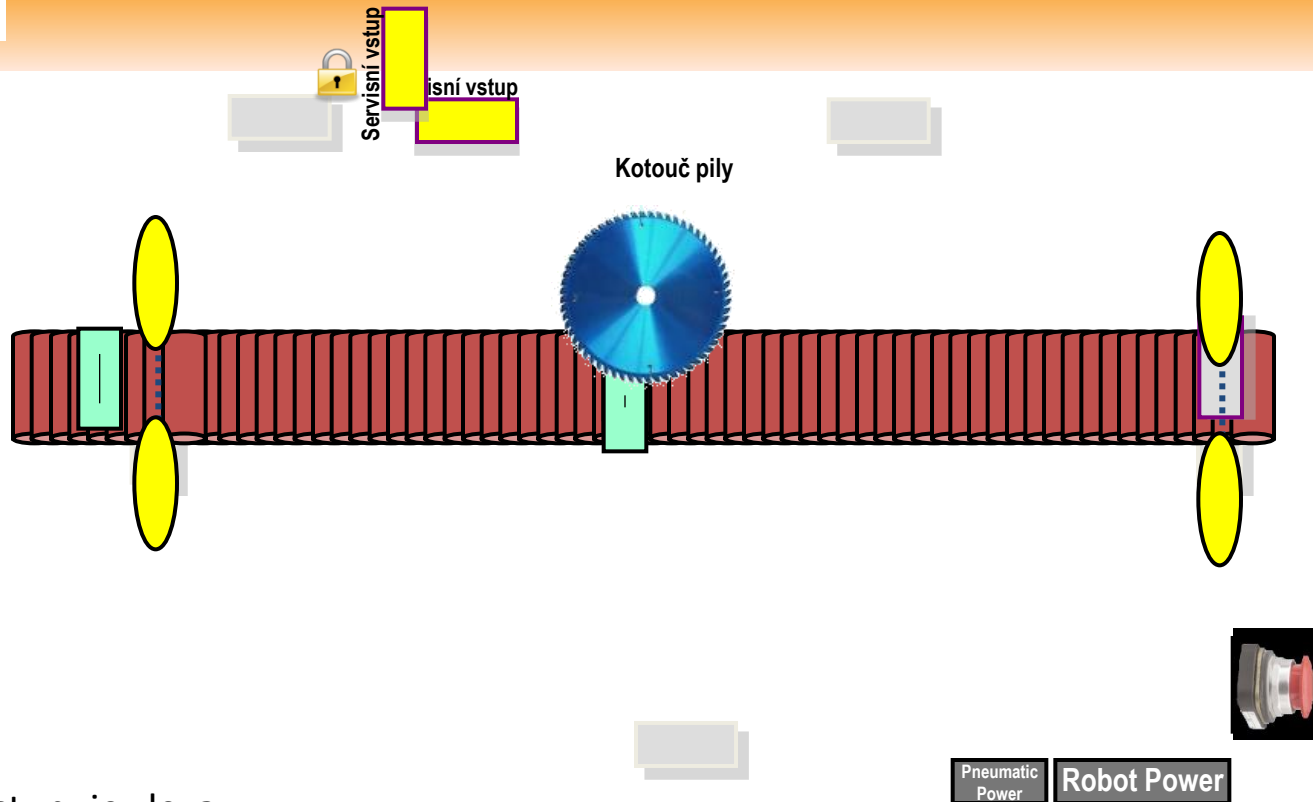 Servisní vstup
isní vstup
Kotouč pily
Pneumatic
Power
Robot Power